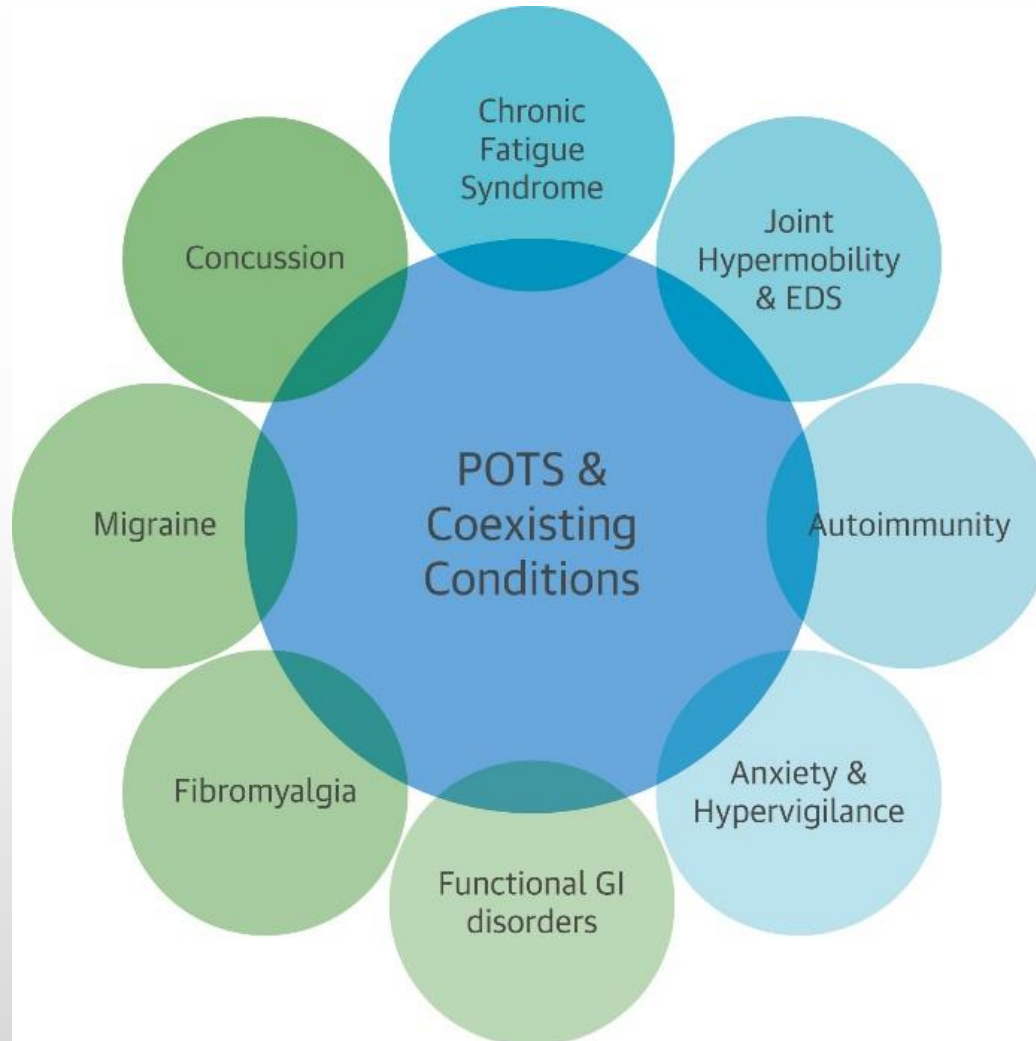 Chronic
Fatigue
Syndrome
Joint
Hypermobility
& EDS
Autoimmunity
Anxiety &
Hypervigilance
Functional GI
disorders
Fibromyalgia
Migraine
Concussion
POTS &
Coexisting
Conditions